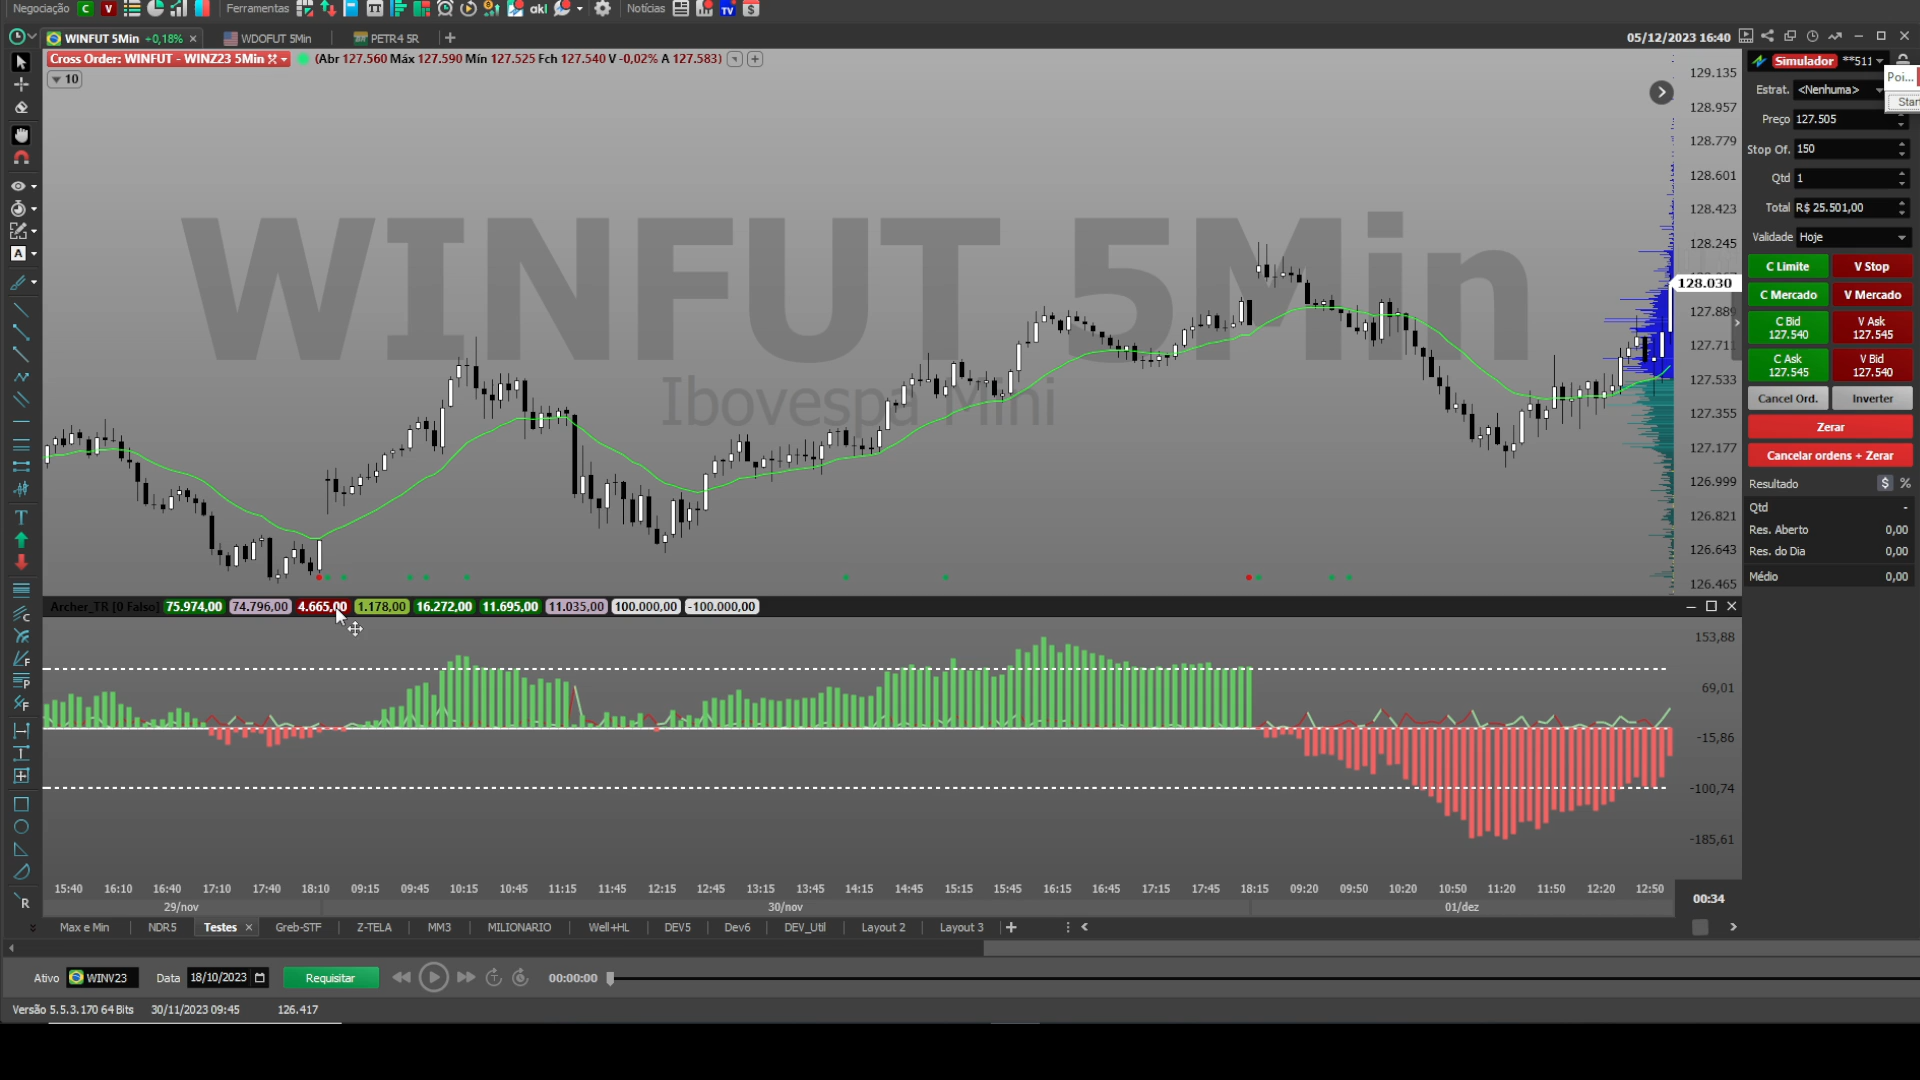 Negociação C V Ferramentas TT akl Notícias TV $
WINFUT 5Min +0,18% × WDOFUT 5Min PETR4 5R + 05/12/2023 16:40
Cross Order: WINFUT - WINZ23 5Min (Abr 127.560 Máx 127.590 Mín 127.525 Fch 127.540 V -0,02% A 127.583)
10
WINFUT 5Min
Ibovespa Mini
129.135
128.957
128.779
128.601
128.423
128.245
128.030
127.889
127.711
127.533
127.355
127.177
126.999
126.821
126.643
126.465
Simulador **511
Poi...
Start
Estrat. <Nenhuma>
Preço 127.505
Stop Of. 150
Qtd 1
Total R$ 25.501,00
Validade Hoje
C Limite V Stop
C Mercado V Mercado
C Bid V Ask
127.540 127.545
C Ask V Bid
127.545 127.540
Cancel Ord. Inverter
Zerar
Cancelar ordens + Zerar
Resultado $ %
Qtd -
Res. Aberto 0,00
Res. do Dia 0,00
Médio 0,00
Archer_TR [0 Falso] 75.974,00 74.796,00 4.665,00 1.178,00 16.272,00 11.695,00 11.035,00 100.000,00 -100.000,00
153,88
69,01
-15,86
-100,74
-185,61
15:40 16:10 16:40 17:10 17:40 18:10 09:15 09:45 10:15 10:45 11:15 11:45 12:15 12:45 13:15 13:45 14:15 14:45 15:15 15:45 16:15 16:45 17:15 17:45 18:15 09:20 09:50 10:20 10:50 11:20 11:50 12:20 12:50
00:34
29/nov 30/nov 01/dez
Max e Min NDR5 Testes × Greb-STF Z-TELA MM3 MILIONARIO Well+HL DEV5 Dev6 DEV_Util Layout 2 Layout 3 +
Ativo WINV23 Data 18/10/2023 Requisitar 00:00:00
Versão 5.5.3.170 64 Bits 30/11/2023 09:45 126.417